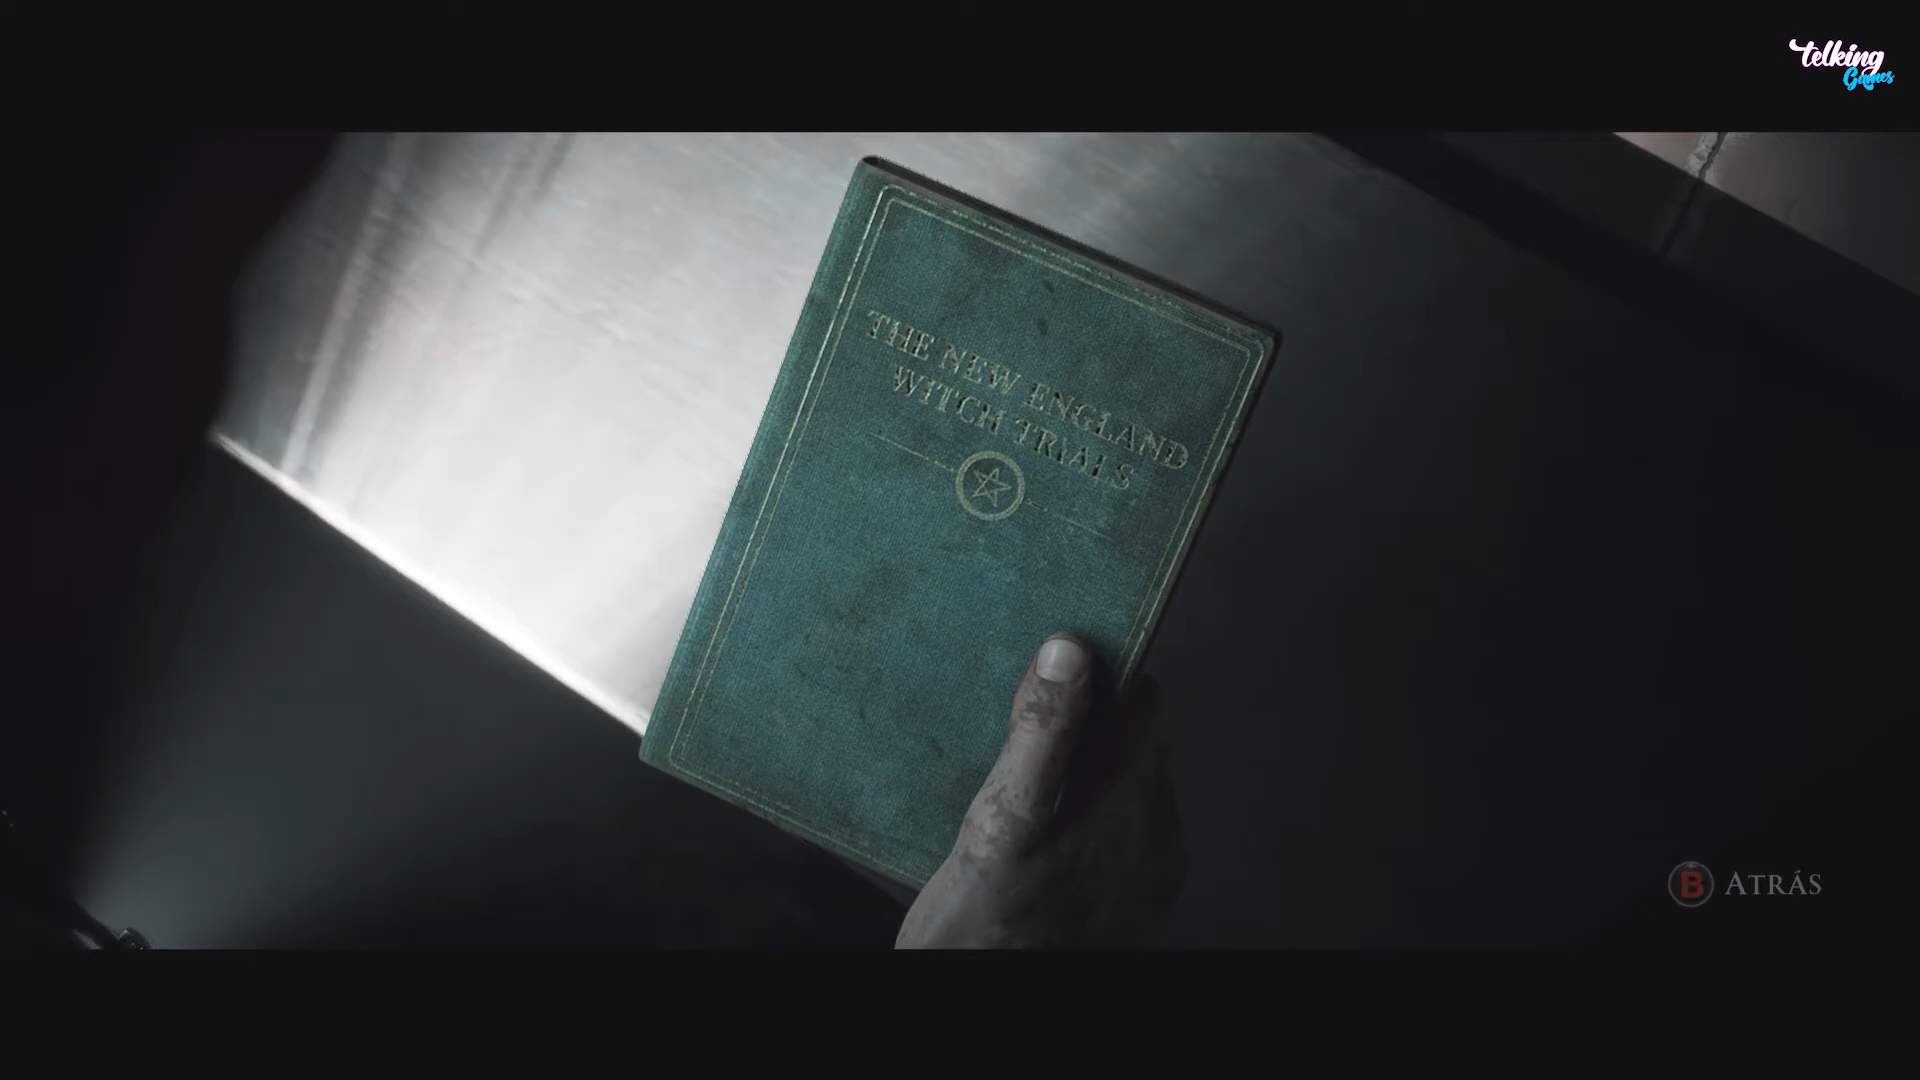 telking
Games
THE NEW ENGLAND
WITCH TRIALS
B ATRÁS